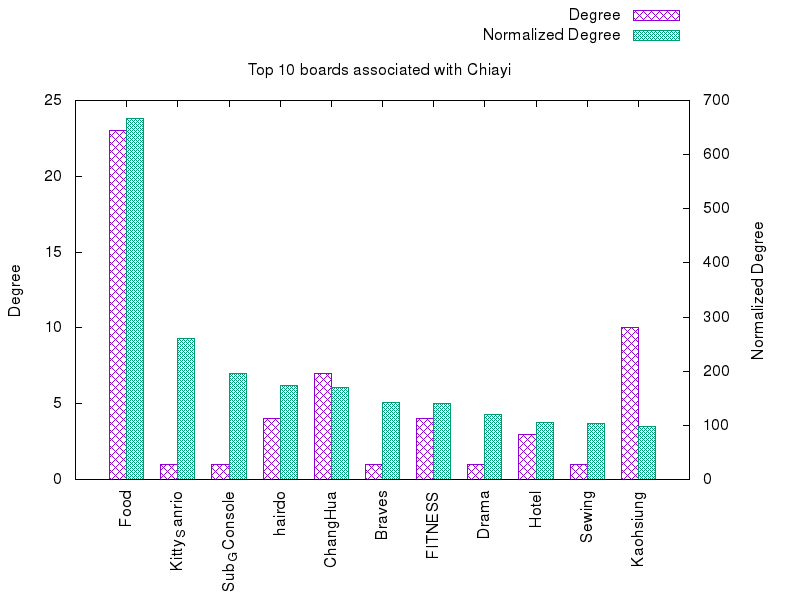 Degree
Normalized Degree
Top 10 boards associated with Chiayi
25
20
15
10
5
0
Degree
700
600
500
400
300
200
100
0
Normalized Degree
Food
KittySanrio
SubGConsole
hairdo
ChangHua
Braves
FITNESS
Drama
Hotel
Sewing
Kaohsiung